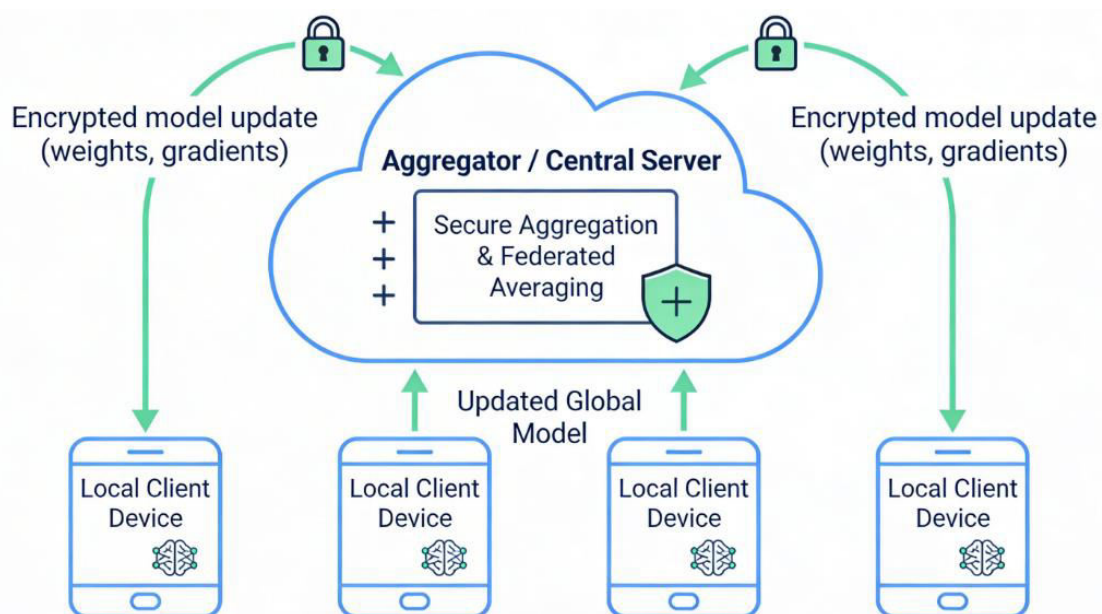 Encrypted model update
(weights, gradients)
Encrypted model update
(weights, gradients)
Aggregator / Central Server
Secure Aggregation
& Federated
Averaging
Updated Global
Model
Local Client
Device
Local Client
Device
Local Client
Device
Local Client
Device